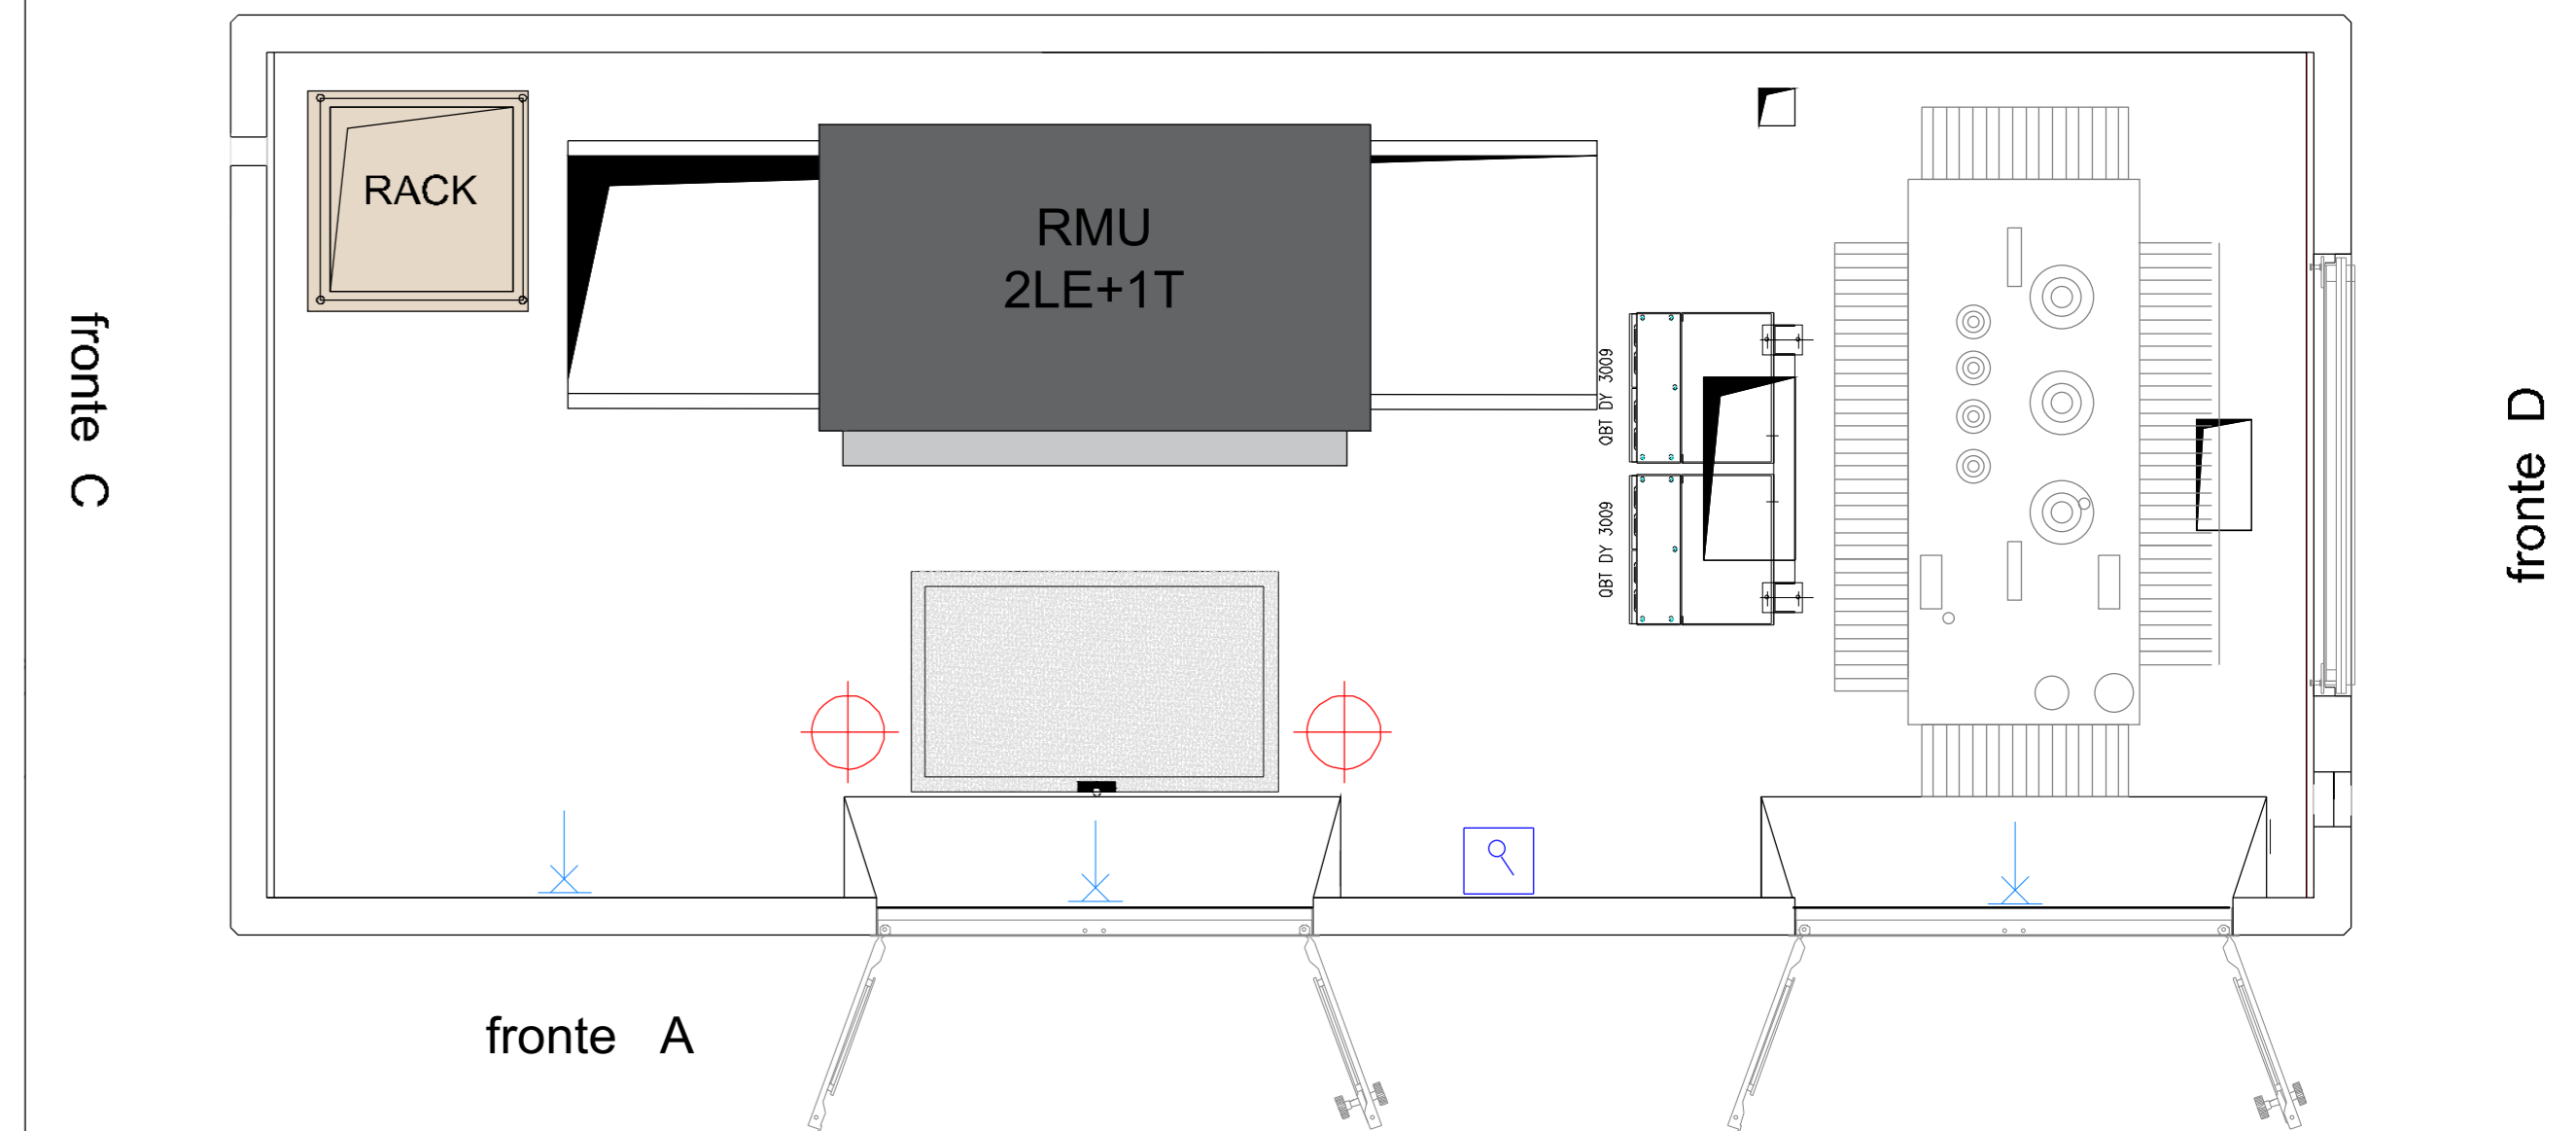 RACK
RMU
2LE+1T
fronte C
QBT DY 3009
QBT DY 3009
fronte D
fronte A